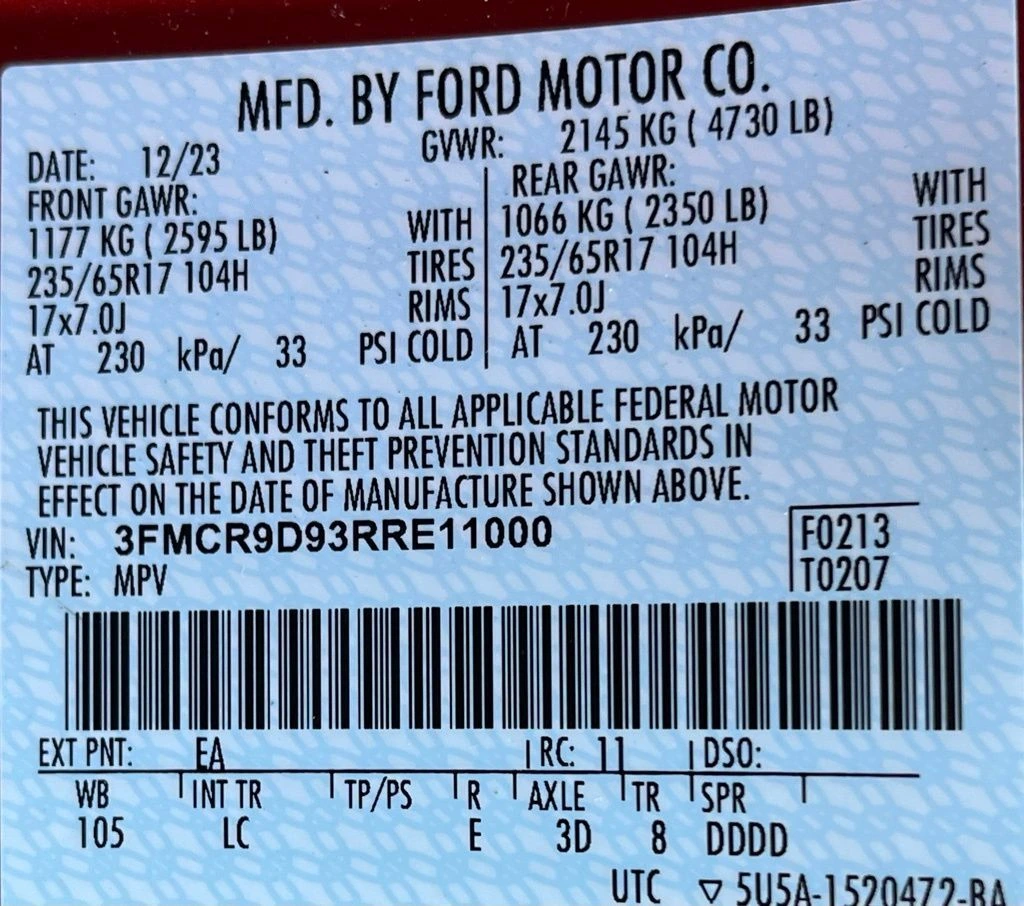 MFD. BY FORD MOTOR CO.
DATE: 12/23 GVWR: 2145 KG ( 4730 LB)
FRONT GAWR: REAR GAWR:
1177 KG ( 2595 LB) WITH 1066 KG ( 2350 LB) WITH
235/65R17 104H TIRES 235/65R17 104H TIRES
17x7.0J RIMS 17x7.0J RIMS
AT 230 kPa/ 33 PSI COLD AT 230 kPa/ 33 PSI COLD
THIS VEHICLE CONFORMS TO ALL APPLICABLE FEDERAL MOTOR
VEHICLE SAFETY AND THEFT PREVENTION STANDARDS IN
EFFECT ON THE DATE OF MANUFACTURE SHOWN ABOVE.
VIN: 3FMCR9D93RRE11000 F0213
TYPE: MPV T0207
EXT PNT: EA RC: 11 DSO:
WB INT TR TP/PS R AXLE TR SPR
105 LC E 3D 8 DDDD
UTC ▽ 5U5A-1520472-BA